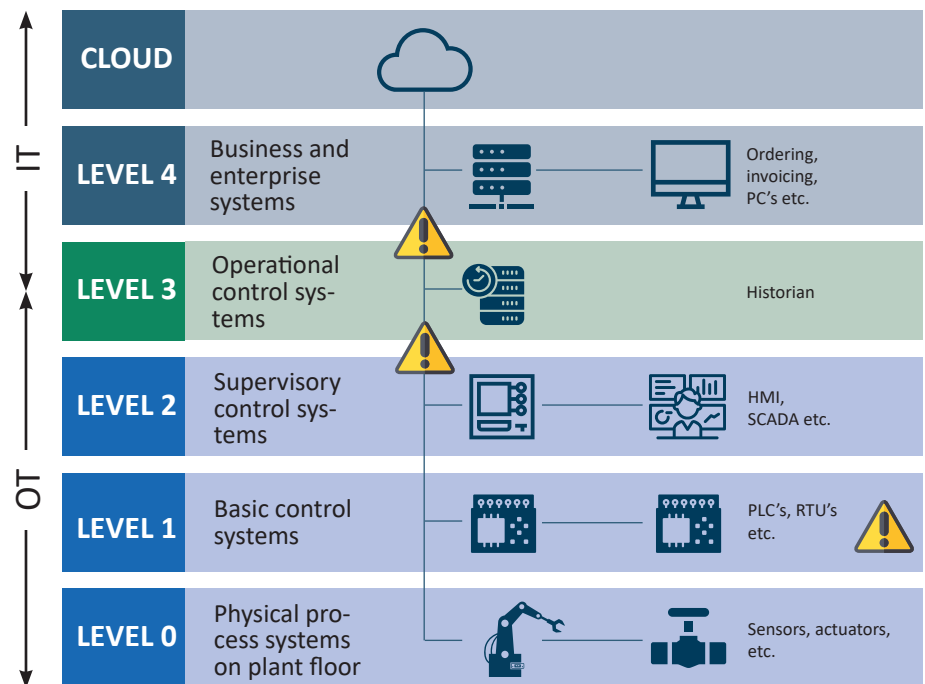 IT
OT
CLOUD
LEVEL 4
Business and
enterprise
systems
Ordering,
invoicing,
PC's etc.
LEVEL 3
Operational
control sys-
tems
Historian
LEVEL 2
Supervisory
control sys-
tems
HMI,
SCADA etc.
LEVEL 1
Basic control
systems
PLC's, RTU's
etc.
LEVEL 0
Physical pro-
cess systems
on plant floor
Sensors, actuators,
etc.